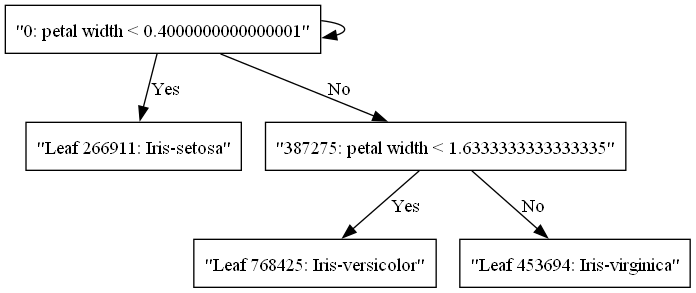 "0: petal width < 0.4000000000000001"
Yes
No
"Leaf 266911: Iris-setosa"
"387275: petal width < 1.6333333333333335"
Yes
No
"Leaf 768425: Iris-versicolor"
"Leaf 453694: Iris-virginica"